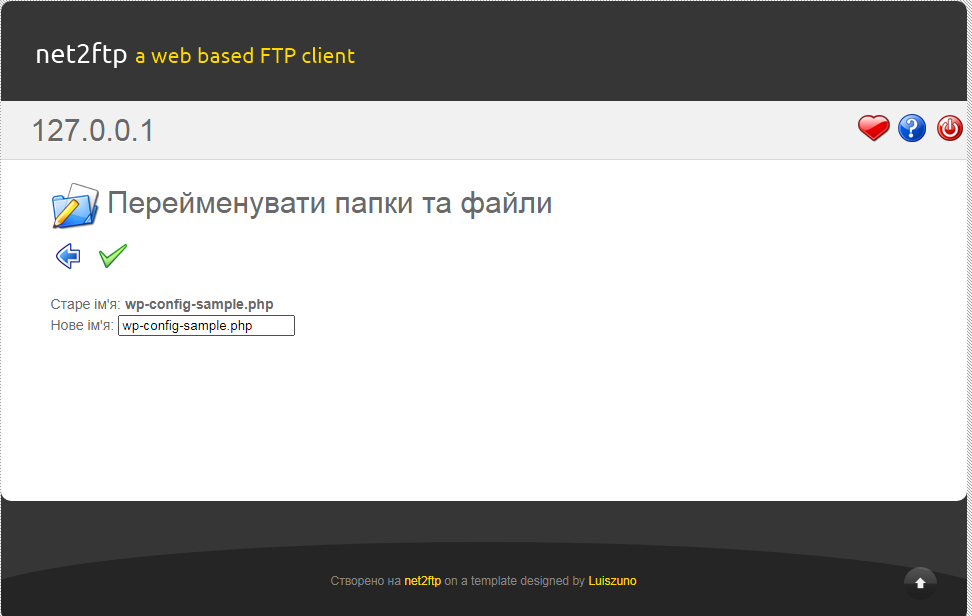 net2ftp a web based FTP client
127.0.0.1
Перейменувати папки та файли
Старе ім'я: wp-config-sample.php
Нове ім'я: wp-config-sample.php
Створено на net2ftp on a template designed by Luiszuno